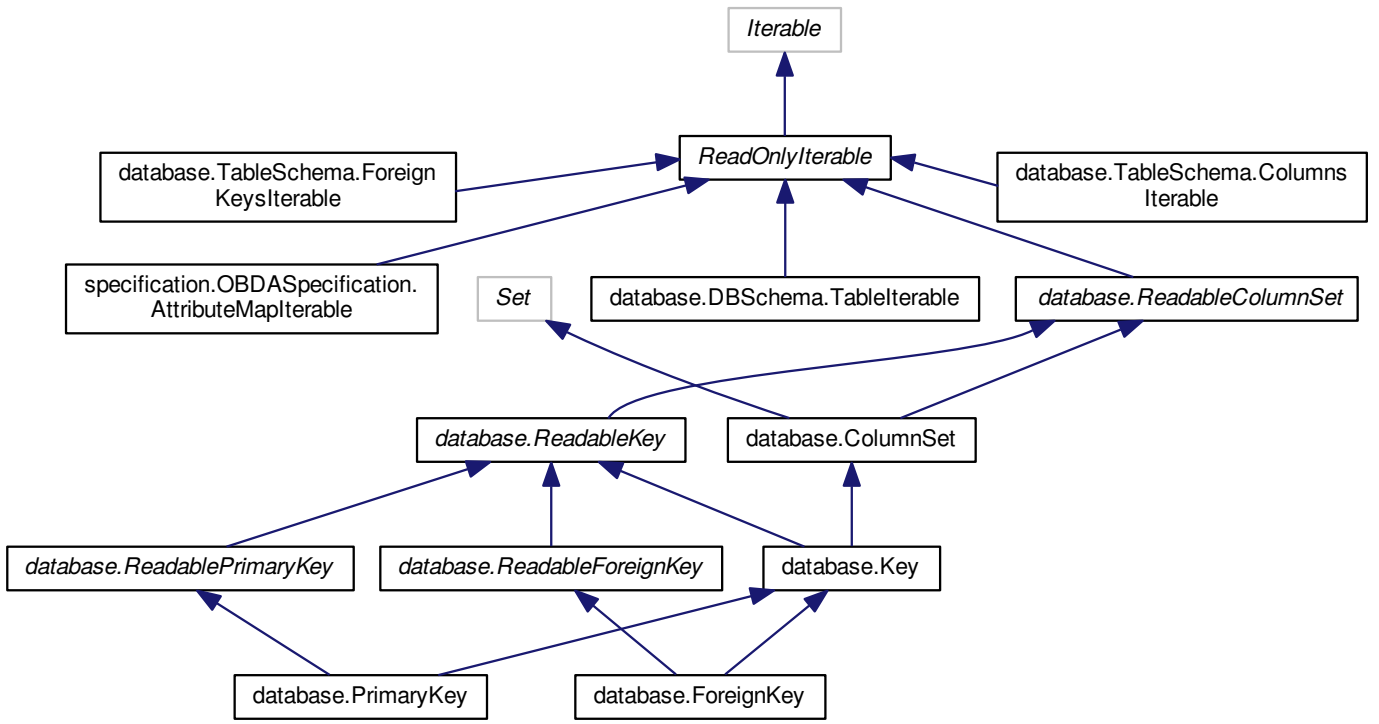 Iterable
ReadOnlyIterable
database.TableSchema.Foreign
KeysIterable
database.TableSchema.Columns
Iterable
specification.OBDASpecification.
AttributeMapIterable
Set
database.DBSchema.TableIterable
database.ReadableColumnSet
database.ReadableKey
database.ColumnSet
database.ReadablePrimaryKey
database.ReadableForeignKey
database.Key
database.PrimaryKey
database.ForeignKey